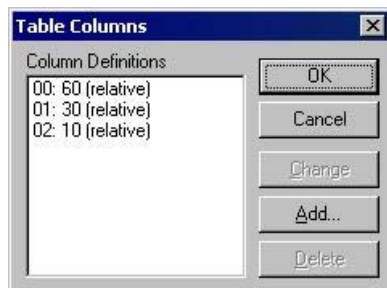 Table Columns
Column Definitions
00: 60 (relative)
01: 30 (relative)
02: 10 (relative)
OK
Cancel
Change
Add...
Delete